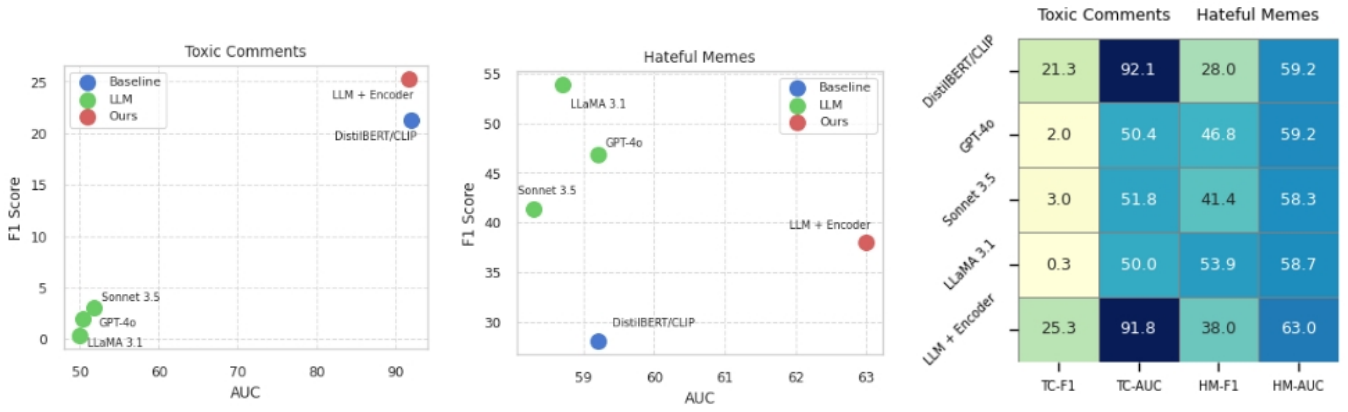 Toxic Comments
F1 Score
25
20
15
10
5
0
Baseline
LLM
Ours
LLM + Encoder
DistilBERT/CLIP
Sonnet 3.5
GPT-4o
LLaMA 3.1
50 60 70 80 90
AUC
Hateful Memes
F1 Score
55
50
45
40
35
30
Baseline
LLM
Ours
LLaMA 3.1
GPT-4o
Sonnet 3.5
LLM + Encoder
DistilBERT/CLIP
59 60 61 62 63
AUC
Toxic Comments Hateful Memes
DistilBERT/CLIP 21.3 92.1 28.0 59.2
GPT-4o 2.0 50.4 46.8 59.2
Sonnet 3.5 3.0 51.8 41.4 58.3
LLaMA 3.1 0.3 50.0 53.9 58.7
LLM + Encoder 25.3 91.8 38.0 63.0
TC-F1 TC-AUC HM-F1 HM-AUC